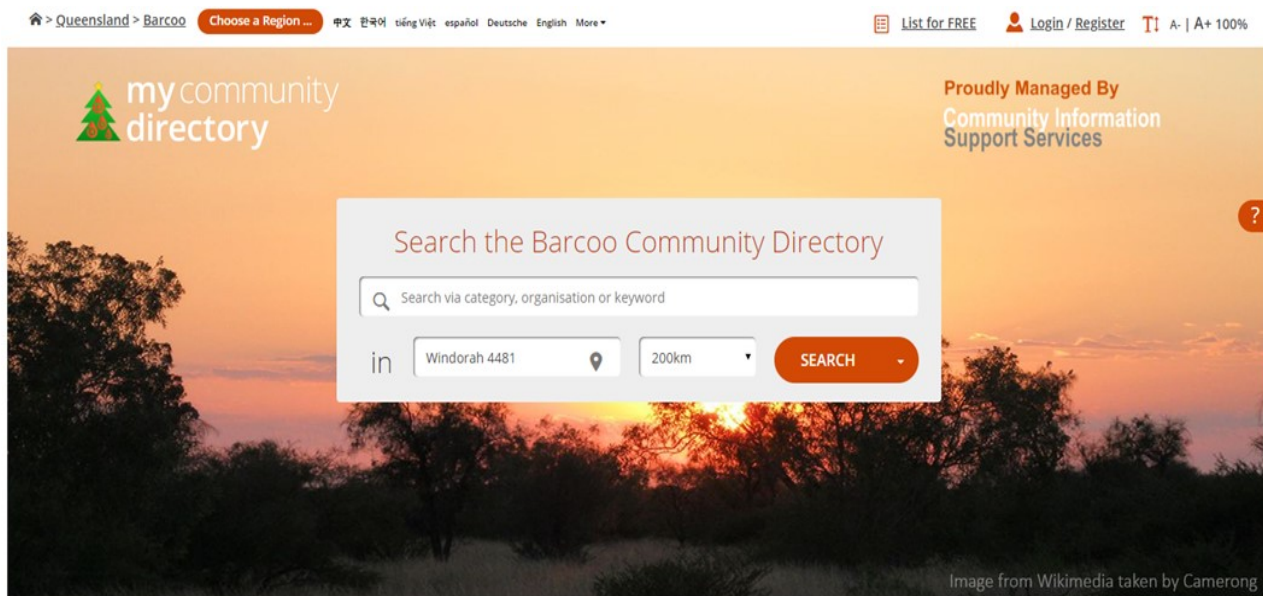 > Queensland > Barcoo Choose a Region ... 中文 한국어 tiếng Việt español Deutsche English More List for FREE Login / Register A- | A+ 100%
my community
directory
Proudly Managed By
Community Information
Support Services
?
Search the Barcoo Community Directory
Search via category, organisation or keyword
in Windorah 4481 200km SEARCH
Image from Wikimedia taken by Camerong